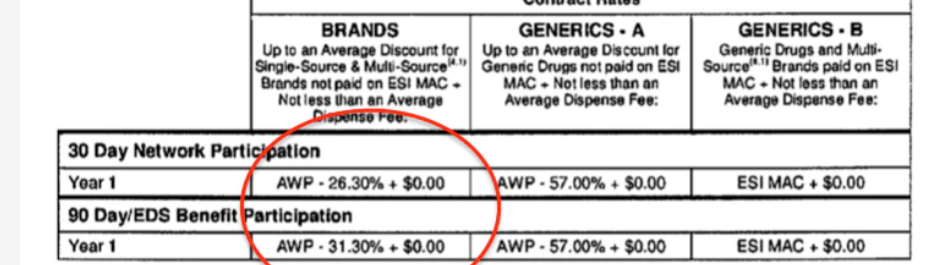 Contract Rates
BRANDS
Up to an Average Discount for
Single-Source & Multi-Source[4.1]
Brands not paid on ESI MAC +
Not less than an Average
Dispense Fee:
GENERICS - A
Up to an Average Discount for
Generic Drugs not paid on ESI
MAC + Not less than an
Average Dispense Fee:
GENERICS - B
Generic Drugs and Multi-
Source Brands paid on ESI
MAC + Not less than an
Average Dispense Fee:
30 Day Network Participation
Year 1 AWP - 26.30% + $0.00 AWP - 57.00% + $0.00 ESI MAC + $0.00
90 Day/EDS Benefit Participation
Year 1 AWP - 31.30% + $0.00 AWP - 57.00% + $0.00 ESI MAC + $0.00